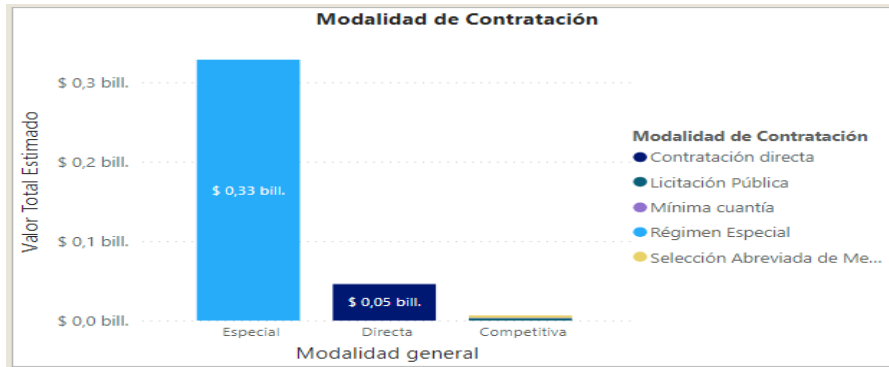 Modalidad de Contratación
Valor Total Estimado
$ 0,3 bill.
$ 0,2 bill.
$ 0,1 bill.
$ 0,0 bill.
$ 0,33 bill.
$ 0,05 bill.
Especial
Directa
Competitiva
Modalidad general
Modalidad de Contratación
Contratación directa
Licitación Pública
Mínima cuantía
Régimen Especial
Selección Abreviada de Me...